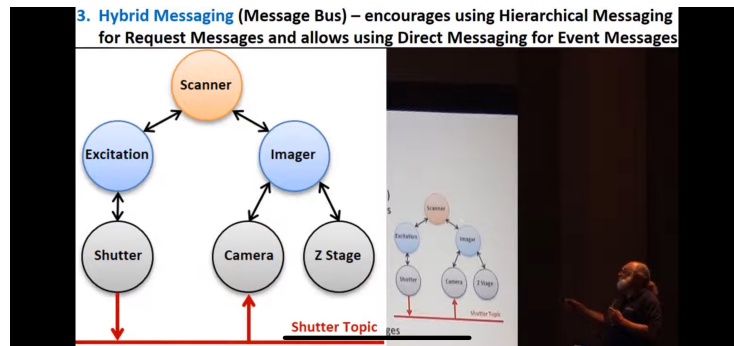 3. Hybrid Messaging (Message Bus) – encourages using Hierarchical Messaging
for Request Messages and allows using Direct Messaging for Event Messages
Scanner
Excitation
Imager
Shutter
Camera
Z Stage
Shutter Topic
)
s
Scanner
Excitation
Imager
Shutter
Camera
Z Stage
Shutter Topic
ges